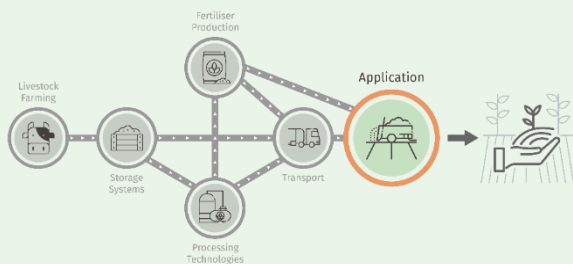 Fertiliser
Production
Application
Livestock
Farming
Storage
Systems
Transport
Processing
Technologies